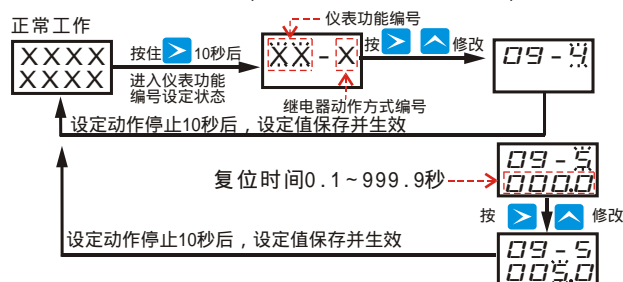 仪表功能编号
正常工作
XXXX
XXXX
按住 > 10秒后
进入仪表功能
编号设定状态
XX-X
按 > ^ 修改
09-4
继电器动作方式编号
设定动作停止10秒后，设定值保存并生效
09-5
000.0
复位时间0.1~999.9秒
按 > ^ 修改
设定动作停止10秒后，设定值保存并生效
09-5
005.0